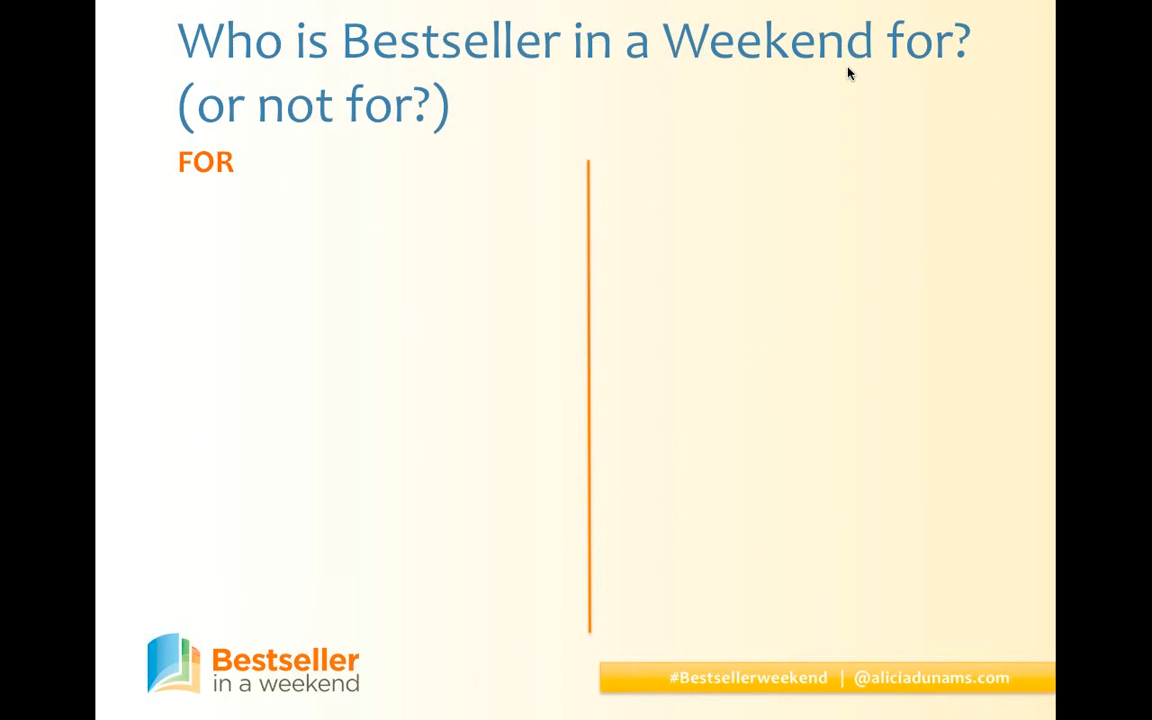 Who is Bestseller in a Weekend for?
(or not for?)
FOR
Bestseller
in a weekend
#Bestsellerweekend | @aliciadunams.com